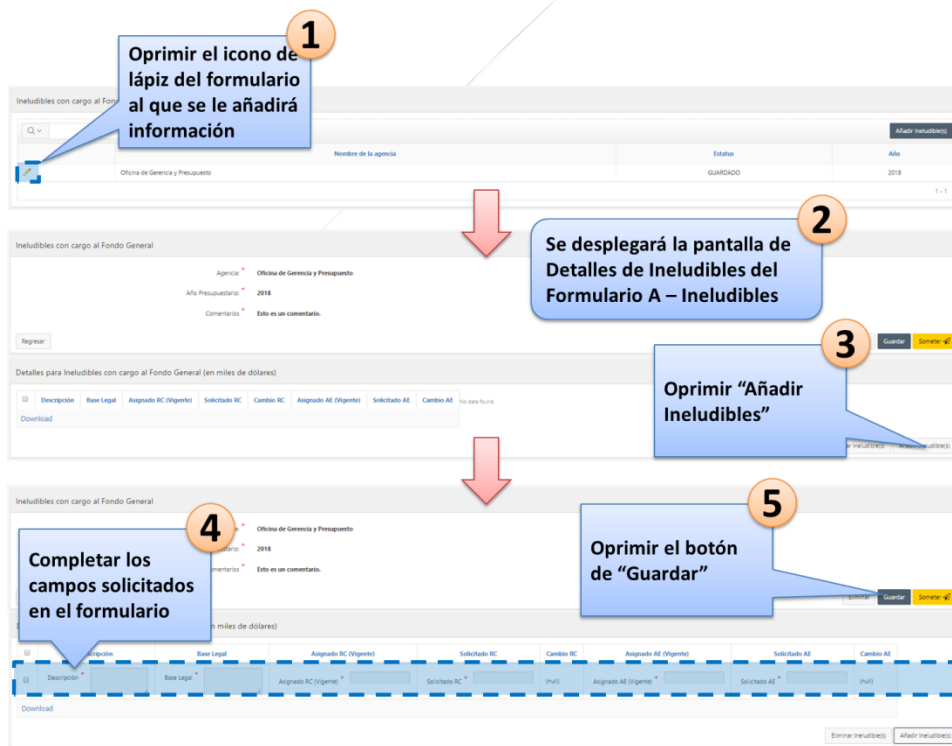 1
Oprimir el icono de
lápiz del formulario
al que se le añadirá
información
Ineludibles con cargo al
Añadir Ineludible(s)
Nombre de la agencia Estatus Año
Oficina de Gerencia y Presupuesto GUARDADO 2018
1 - 1
2
Se desplegará la pantalla de
Detalles de Ineludibles del
Formulario A – Ineludibles
Ineludibles con cargo al Fondo General
Agencia: * Oficina de Gerencia y Presupuesto
Año Presupuestario: * 2018
Comentarios * Esto es un comentario.
Regresar Guardar Someter
3
Oprimir “Añadir
Ineludibles”
Detalles para Ineludibles con cargo al Fondo General (en miles de dólares)
Descripción Base Legal Asignado RC (Vigente) Solicitado RC Cambio RC Asignado AE (Vigente) Solicitado AE Cambio AE No data found.
Download
Ineludibles con cargo al Fondo General
4
Completar los
campos solicitados
en el formulario
* Oficina de Gerencia y Presupuesto
* 2018
* Esto es un comentario.
5
Oprimir el botón
de “Guardar”
Eliminar Guardar Someter
en miles de dólares)
Base Legal Asignado RC (Vigente) Solicitado RC Cambio RC Asignado AE (Vigente) Solicitado AE Cambio AE
Descripción * Base Legal * Asignado RC (Vigente) * Solicitado RC * (null) Asignado AE (Vigente) * Solicitado AE * (null)
Download
Eliminar Ineludible(s) Añadir Ineludible(s)